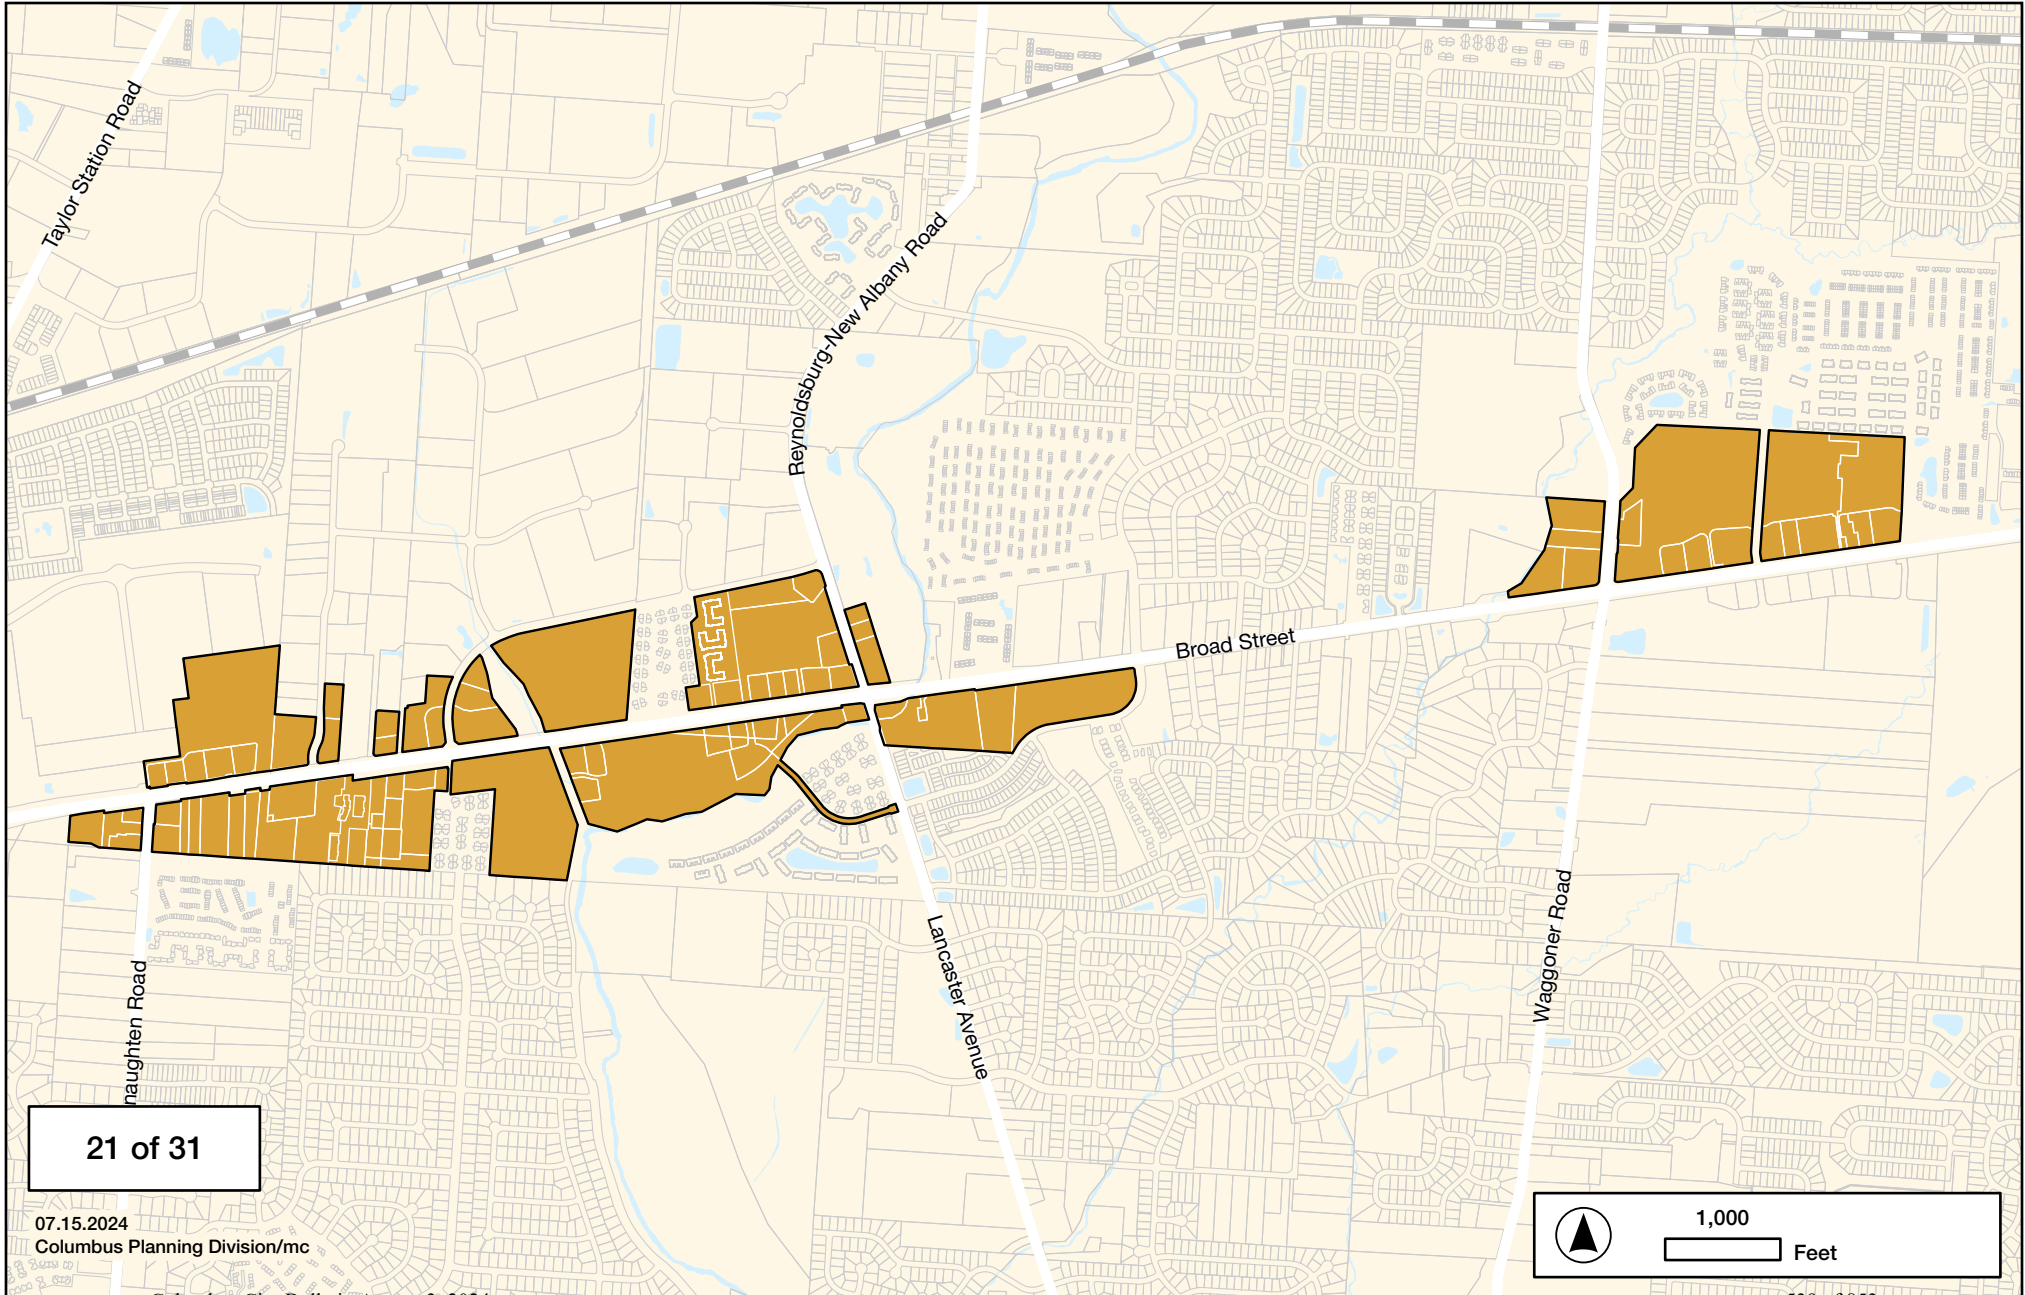 Taylor Station Road
Reynoldsburg-New Albany Road
Broad Street
Lancaster Avenue
Waggoner Road
naughten Road
21 of 31
07.15.2024
Columbus Planning Division/mc
1,000
Feet